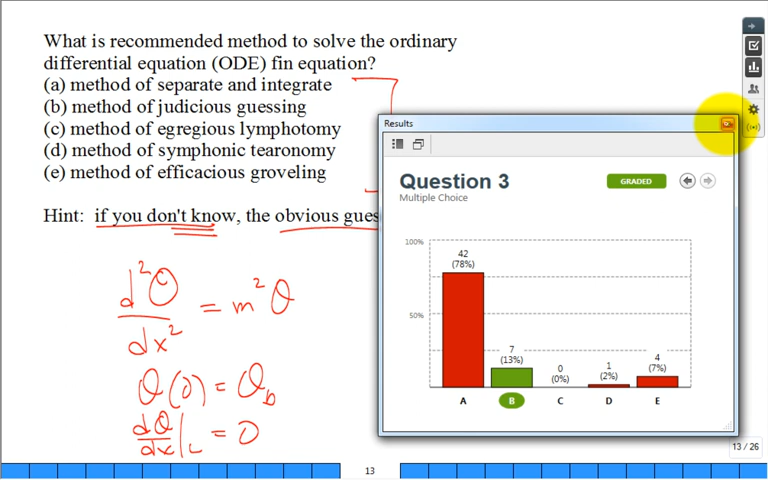 What is recommended method to solve the ordinary
differential equation (ODE) fin equation?
(a) method of separate and integrate
(b) method of judicious guessing
(c) method of egregious lymphotomy
(d) method of symphonic tearonomy
(e) method of efficacious groveling
Hint: if you don't know, the obvious gues
d²θ/dx² = m²θ
θ(0) = θb
dθ/dx|L = 0
Results
Question 3
Multiple Choice
GRADED
100%
50%
42
(78%)
7
(13%)
0
(0%)
1
(2%)
4
(7%)
A B C D E
13 / 26
13